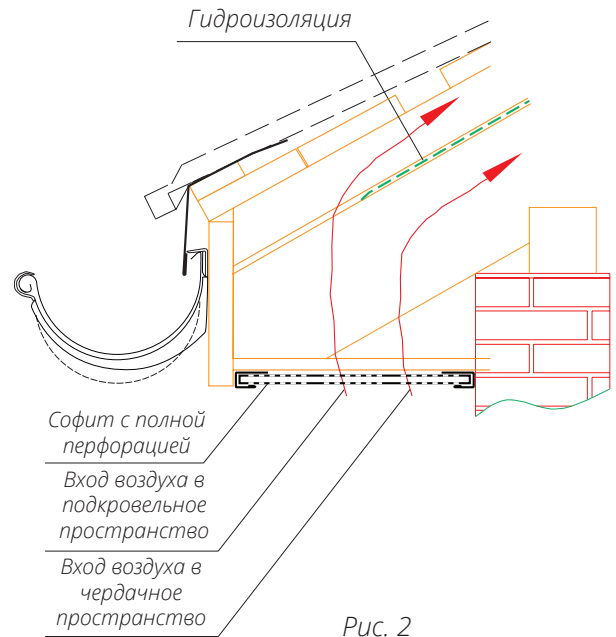 Гидроизоляция
Софит с полной
перфорацией
Вход воздуха в
подкровельное
пространство
Вход воздуха в
чердачное
пространство
Рис. 2